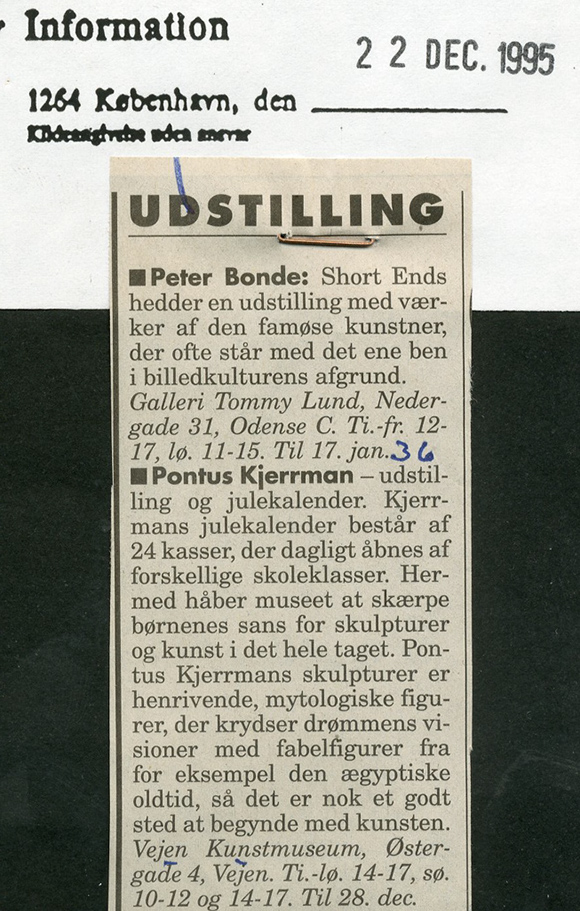 Information
22 DEC. 1995
1264 København, den
Kildeangivelse uden ansvar
UDSTILLING
■ Peter Bonde: Short Ends
hedder en udstilling med vær-
ker af den famøse kunstner,
der ofte står med det ene ben
i billedkulturens afgrund.
Galleri Tommy Lund, Neder-
gade 31, Odense C. Ti.-fr. 12-
17, lø. 11-15. Til 17. jan. 36
■ Pontus Kjerrman – udstil-
ling og julekalender. Kjerr-
mans julekalender består af
24 kasser, der dagligt åbnes af
forskellige skoleklasser. Her-
med håber museet at skærpe
børnenes sans for skulpturer
og kunst i det hele taget. Pon-
tus Kjerrmans skulpturer er
henrivende, mytologiske figu-
rer, der krydser drømmens vi-
sioner med fabelfigurer fra
for eksempel den ægyptiske
oldtid, så det er nok et godt
sted at begynde med kunsten.
Vejen Kunstmuseum, Øster-
gade 4, Vejen. Ti.-lø. 14-17, sø.
10-12 og 14-17. Til 28. dec.